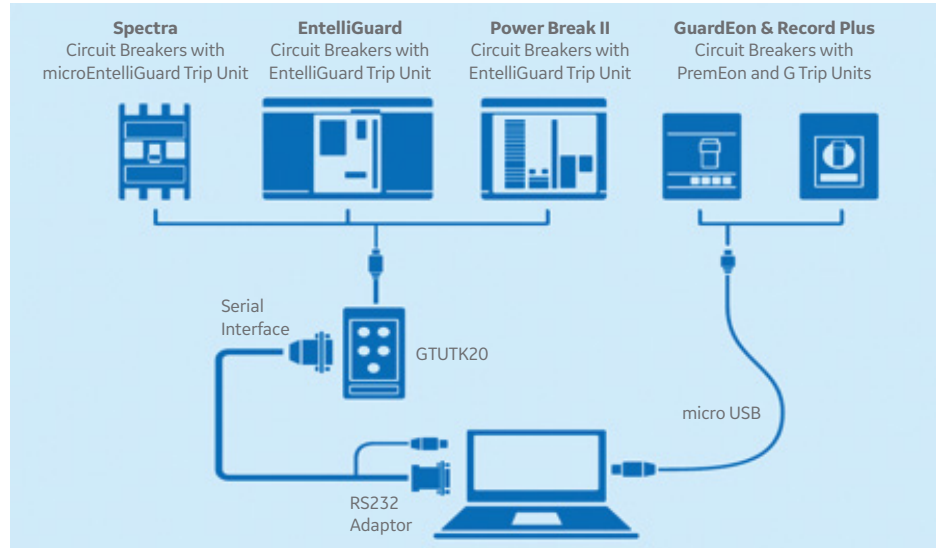 Spectra
Circuit Breakers with
microEntelliGuard Trip Unit
EntelliGuard
Circuit Breakers with
EntelliGuard Trip Unit
Power Break II
Circuit Breakers with
EntelliGuard Trip Unit
GuardEon & Record Plus
Circuit Breakers with
PremEon and G Trip Units
Serial
Interface
GTUTK20
micro USB
RS232
Adaptor